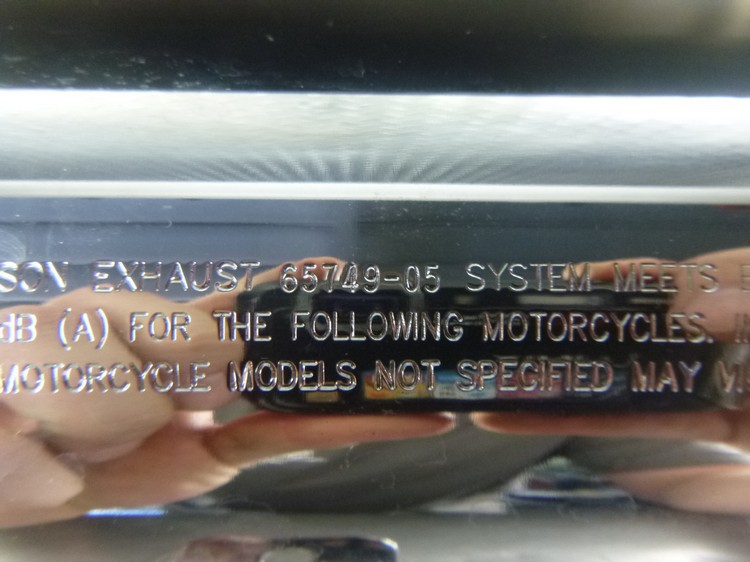 SON EXHAUST 65749-05 SYSTEM MEETS
dB (A) FOR THE FOLLOWING MOTORCYCLES.
MOTORCYCLE MODELS NOT SPECIFIED MAY